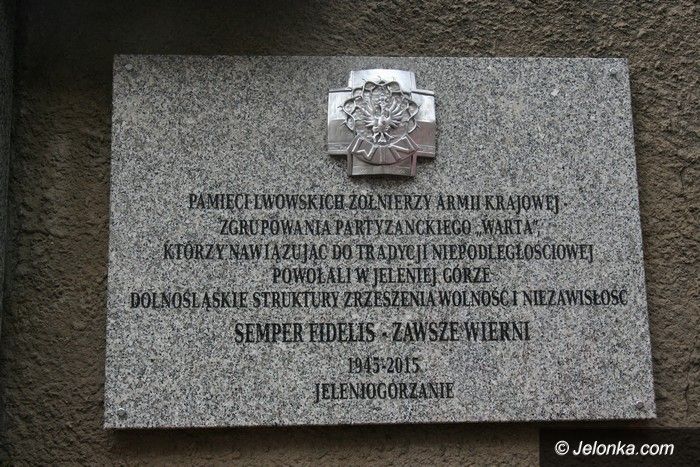 PAMIĘCI LWOWSKICH ŻOŁNIERZY ARMII KRAJOWEJ -
ZGRUPOWANIA PARTYZANCKIEGO „WARTA”,
KTÓRZY NAWIĄZUJĄC DO TRADYCJI NIEPODLEGŁOŚCIOWEJ
POWOŁALI W JELENIEJ GÓRZE
DOLNOŚLĄSKIE STRUKTURY ZRZESZENIA WOLNOŚĆ I NIEZAWISŁOŚĆ
SEMPER FIDELIS - ZAWSZE WIERNI
1945-2015
JELENIOGÓRZANIE
© Jelonka.com